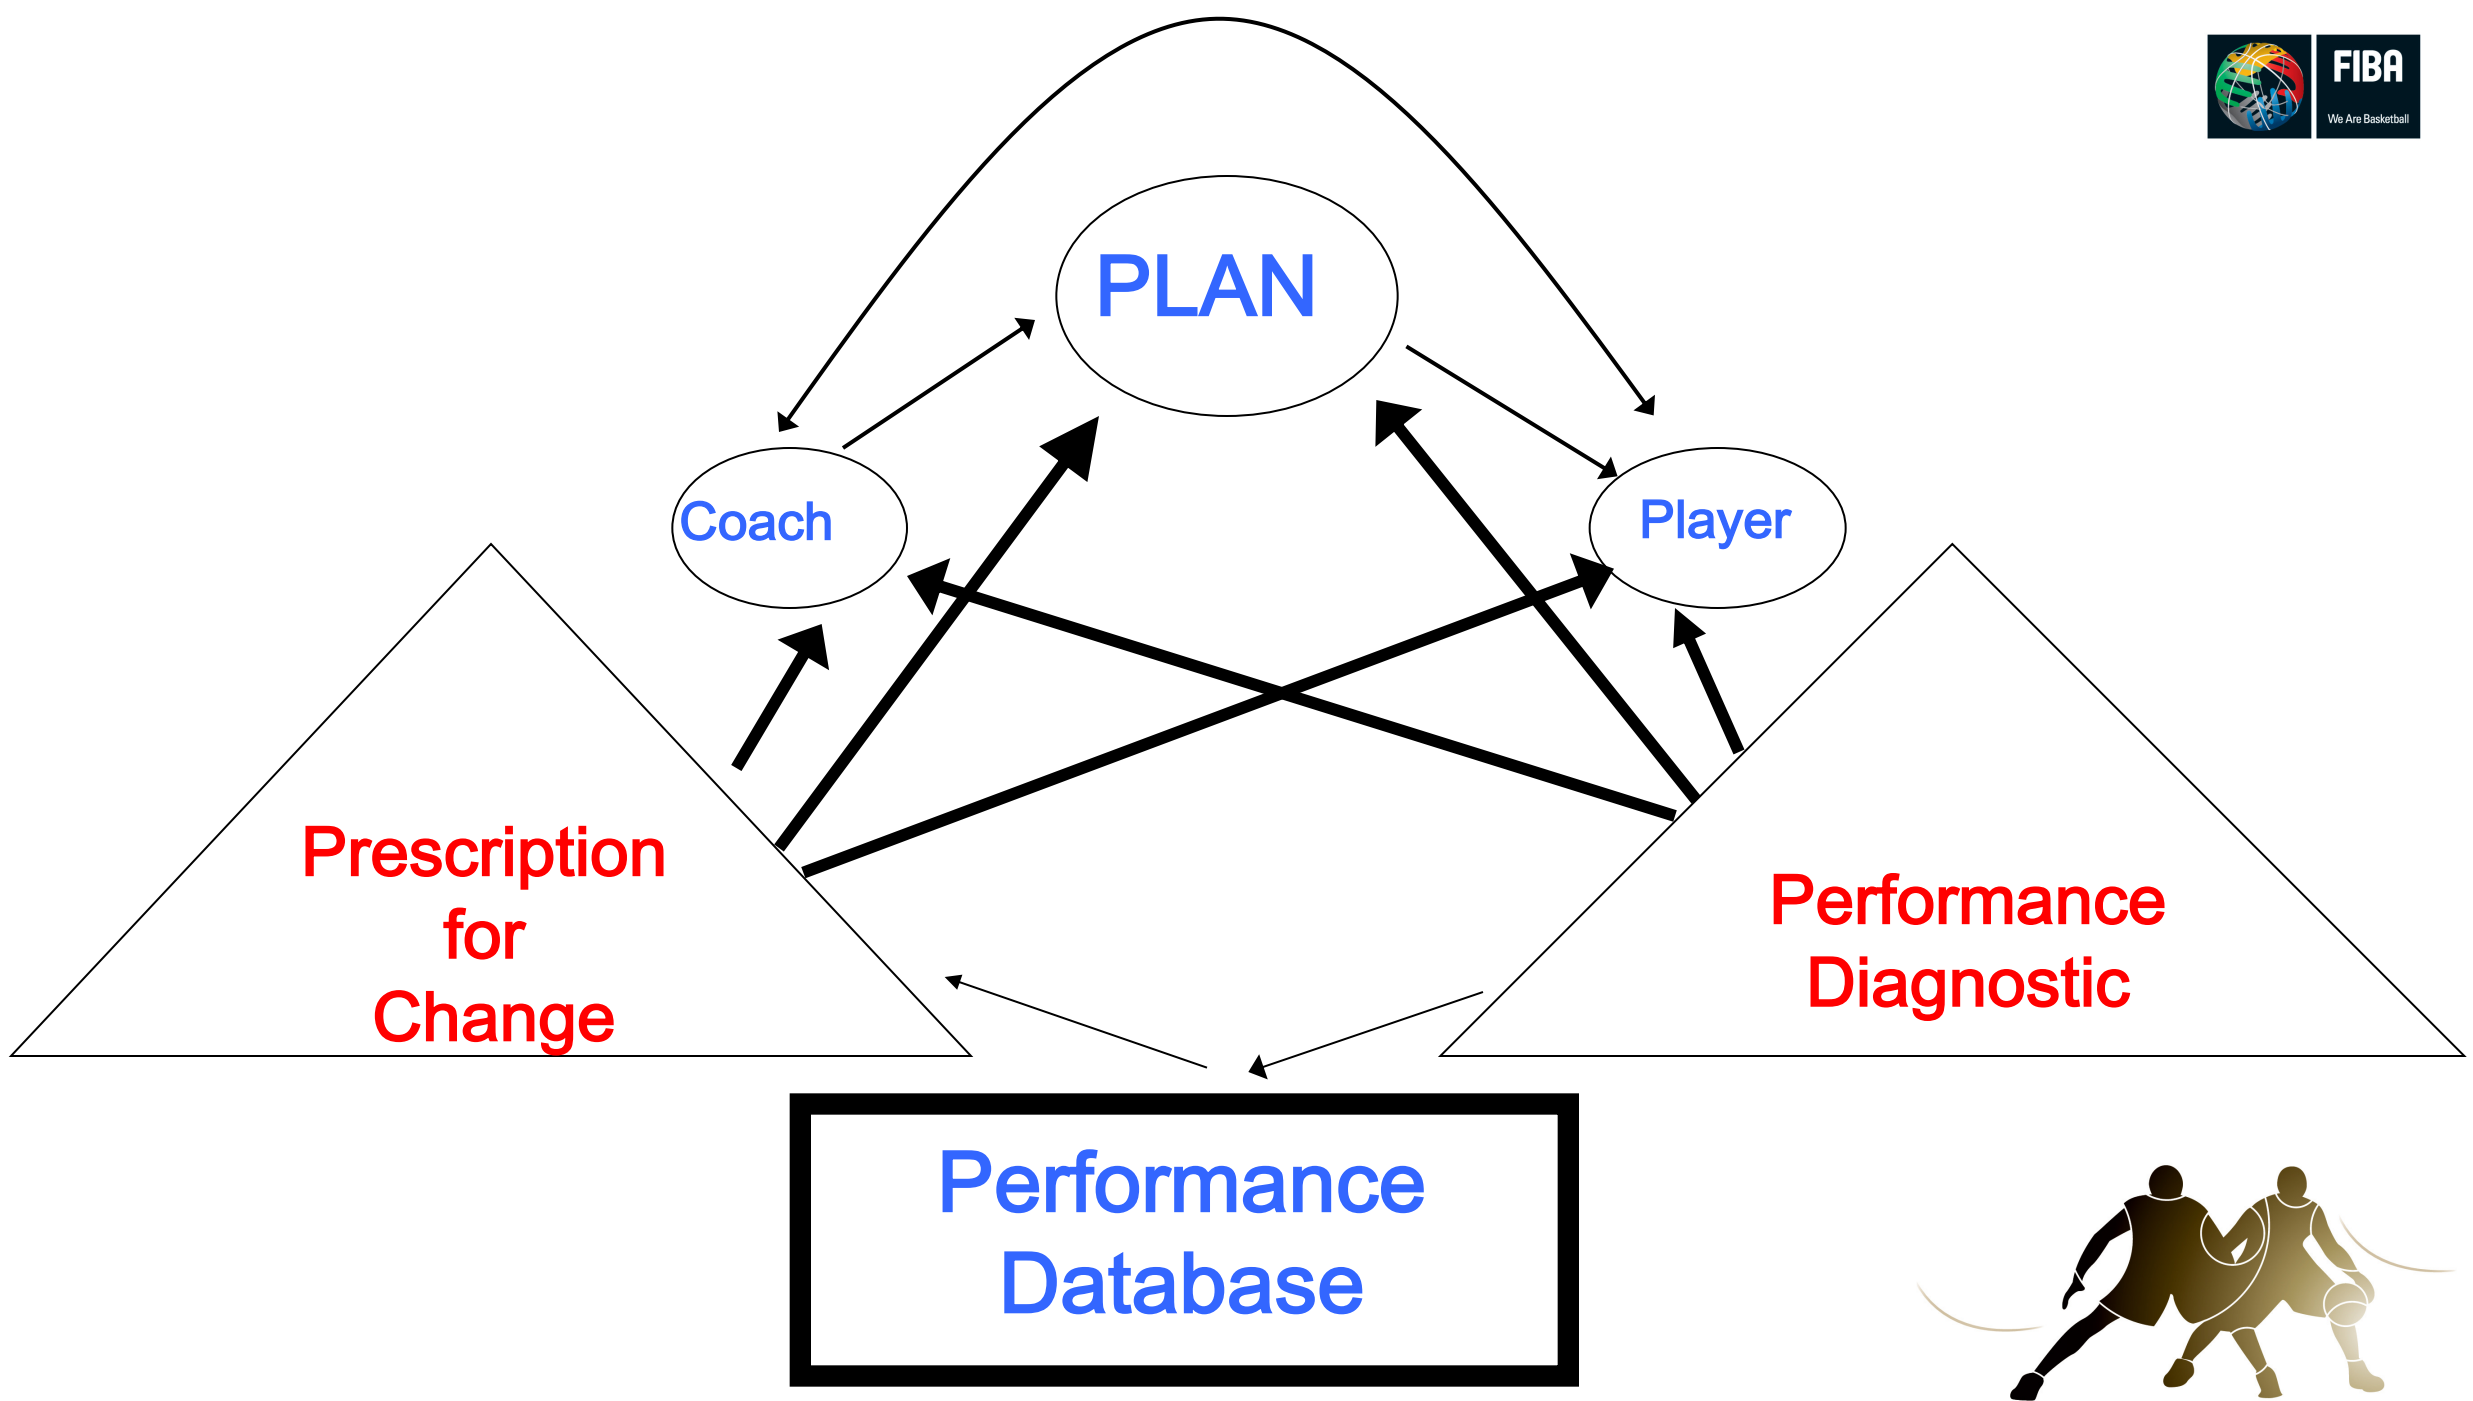 FIBA
We Are Basketball
PLAN
Coach
Player
Prescription
for
Change
Performance
Diagnostic
Performance
Database